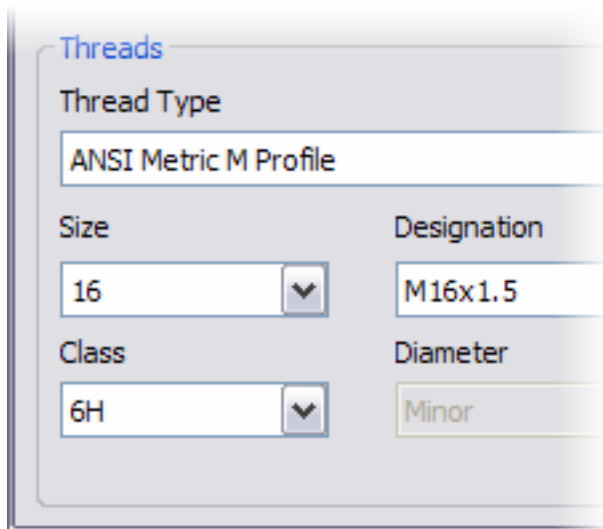 Threads
Thread Type
ANSI Metric M Profile
Size Designation
16 M16x1.5
Class Diameter
6H Minor